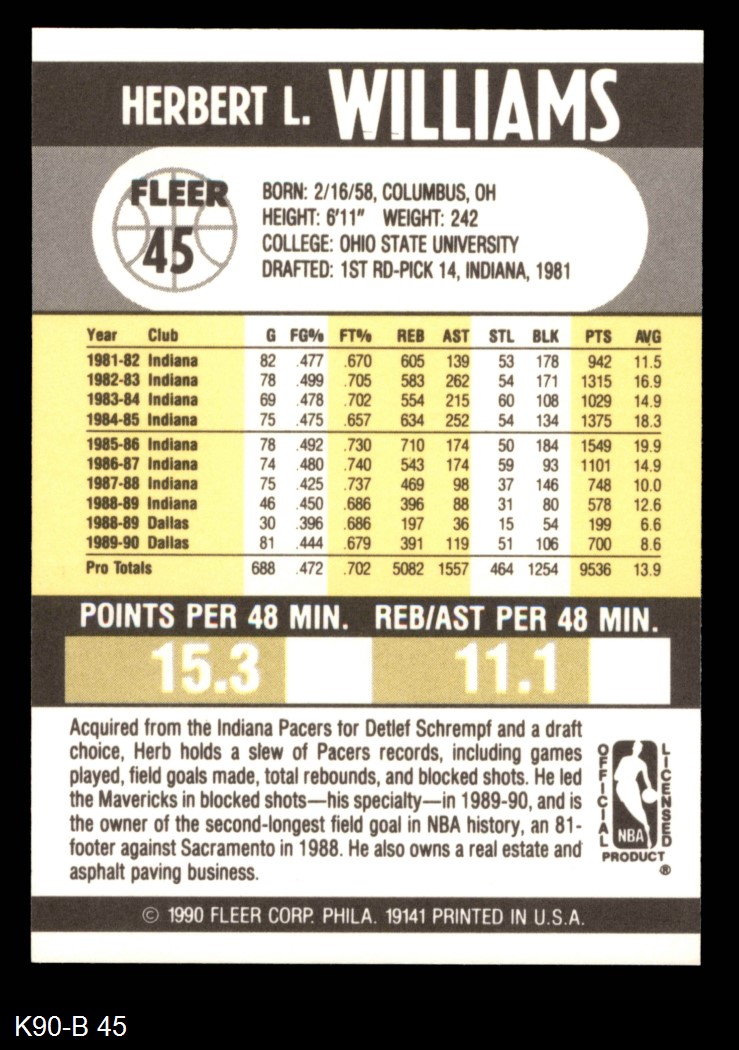 HERBERT L. WILLIAMS
FLEER
45
BORN: 2/16/58, COLUMBUS, OH
HEIGHT: 6'11" WEIGHT: 242
COLLEGE: OHIO STATE UNIVERSITY
DRAFTED: 1ST RD-PICK 14, INDIANA, 1981
Year Club G FG% FT% REB AST STL BLK PTS AVG
1981-82 Indiana 82 .477 .670 605 139 53 178 942 11.5
1982-83 Indiana 78 .499 .705 583 262 54 171 1315 16.9
1983-84 Indiana 69 .478 .702 554 215 60 108 1029 14.9
1984-85 Indiana 75 .475 .657 634 252 54 134 1375 18.3
1985-86 Indiana 78 .492 .730 710 174 50 184 1549 19.9
1986-87 Indiana 74 .480 .740 543 174 59 93 1101 14.9
1987-88 Indiana 75 .425 .737 469 98 37 146 748 10.0
1988-89 Indiana 46 .450 .686 396 88 31 80 578 12.6
1988-89 Dallas 30 .396 .686 197 36 15 54 199 6.6
1989-90 Dallas 81 .444 .679 391 119 51 106 700 8.6
Pro Totals 688 .472 .702 5082 1557 464 1254 9536 13.9
POINTS PER 48 MIN. REB/AST PER 48 MIN.
15.3 11.1
Acquired from the Indiana Pacers for Detlef Schrempf and a draft
choice, Herb holds a slew of Pacers records, including games
played, field goals made, total rebounds, and blocked shots. He led
the Mavericks in blocked shots—his specialty—in 1989-90, and is
the owner of the second-longest field goal in NBA history, an 81-
footer against Sacramento in 1988. He also owns a real estate and
asphalt paving business.
OFFICIAL
LICENSED
NBA
PRODUCT
®
© 1990 FLEER CORP. PHILA. 19141 PRINTED IN U.S.A.
K90-B 45